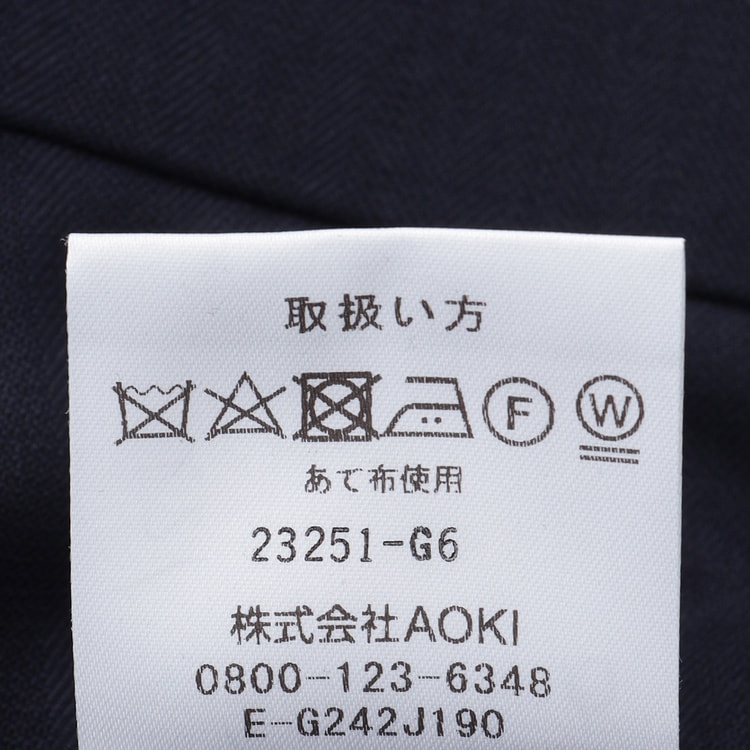 取扱い方
F W
あて布使用
23251-G6
株式会社AOKI
0800-123-6348
E-G242J190